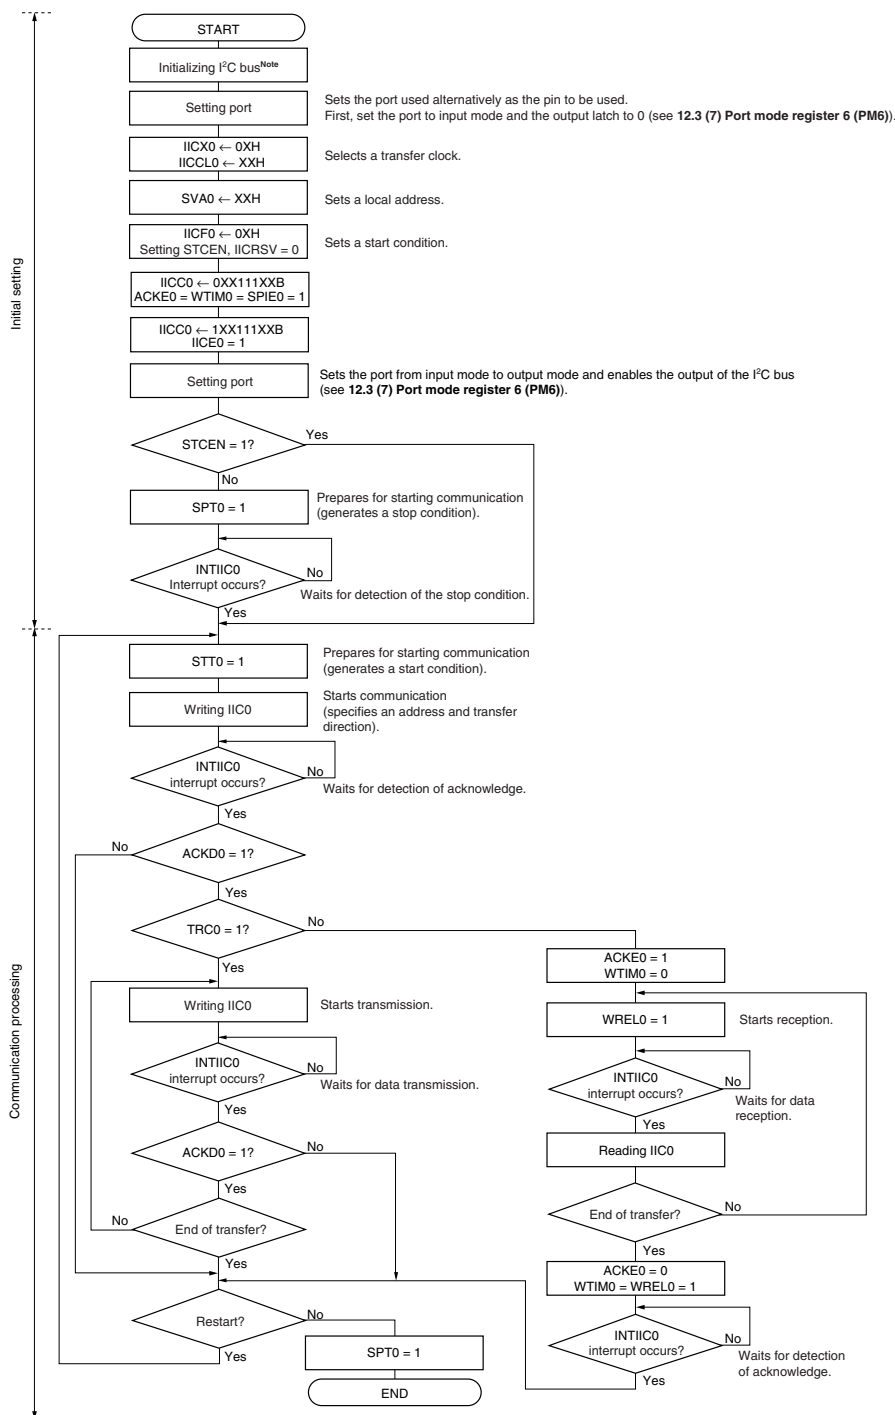 START
Initializing I²C busNote
Setting port
Sets the port used alternatively as the pin to be used.
First, set the port to input mode and the output latch to 0 (see 12.3 (7) Port mode register 6 (PM6)).
IICX0 ← 0XH
IICCL0 ← XXH
Selects a transfer clock.
SVA0 ← XXH
Sets a local address.
IICF0 ← 0XH
Setting STCEN, IICRSV = 0
Sets a start condition.
Initial setting
IICC0 ← 0XX111XXB
ACKE0 = WTIM0 = SPIE0 = 1
IICC0 ← 1XX111XXB
IICE0 = 1
Setting port
Sets the port from input mode to output mode and enables the output of the I²C bus
(see 12.3 (7) Port mode register 6 (PM6)).
STCEN = 1?
Yes
No
SPT0 = 1
Prepares for starting communication
(generates a stop condition).
INTIIC0
Interrupt occurs?
No
Waits for detection of the stop condition.
Yes
STT0 = 1
Prepares for starting communication
(generates a start condition).
Writing IIC0
Starts communication
(specifies an address and transfer
direction).
INTIIC0
interrupt occurs?
No
Waits for detection of acknowledge.
Yes
No
ACKD0 = 1?
Yes
TRC0 = 1?
No
Yes
Communication processing
Writing IIC0
Starts transmission.
INTIIC0
interrupt occurs?
No
Waits for data transmission.
Yes
ACKD0 = 1?
No
Yes
No
End of transfer?
Yes
ACKE0 = 1
WTIM0 = 0
WREL0 = 1
Starts reception.
INTIIC0
interrupt occurs?
No
Waits for data
reception.
Yes
Reading IIC0
End of transfer?
No
Yes
ACKE0 = 0
WTIM0 = WREL0 = 1
INTIIC0
interrupt occurs?
No
Waits for detection
of acknowledge.
Yes
Restart?
No
Yes
SPT0 = 1
END